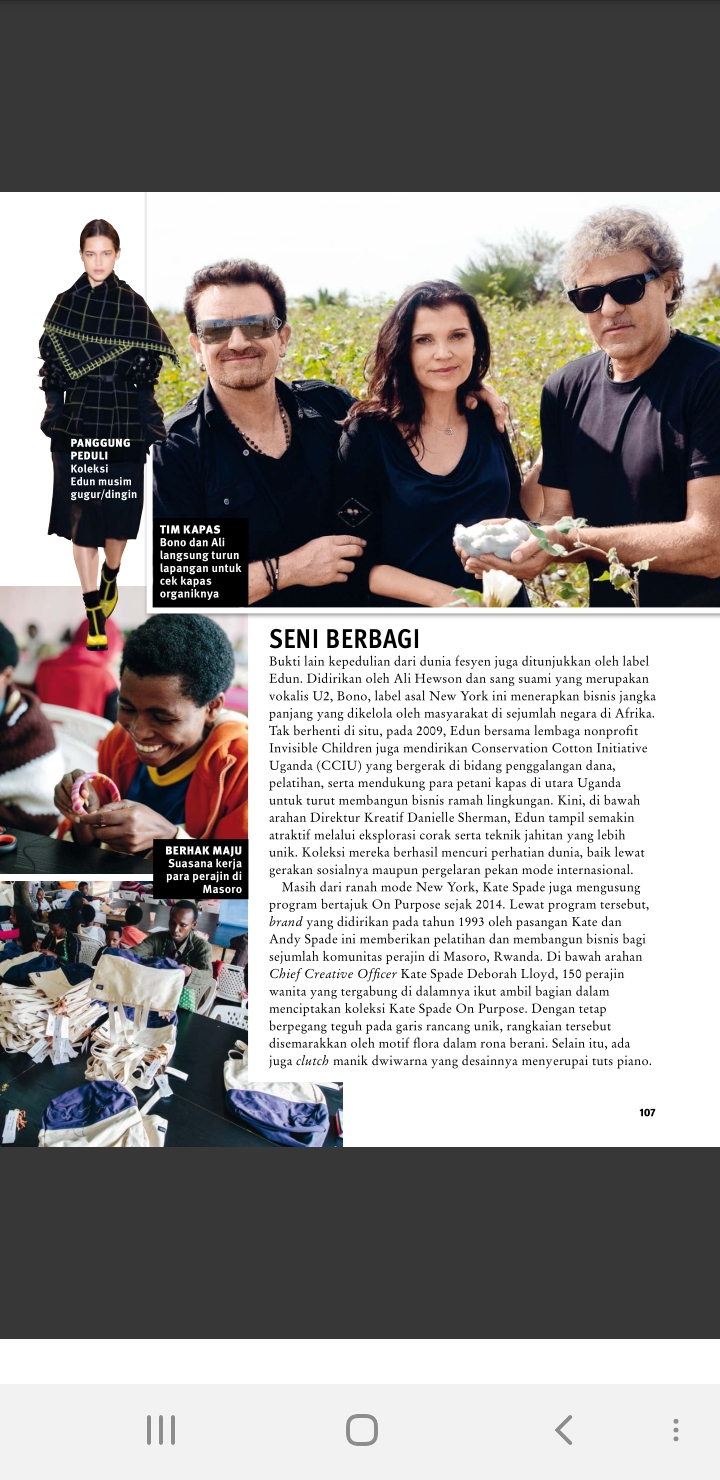 PANGGUNG
PEDULI
Koleksi
Edun musim
gugur/dingin
TIM KAPAS
Bono dan Ali
langsung turun
lapangan untuk
cek kapas
organiknya
BERHAK MAJU
Suasana kerja
para perajin di
Masoro
SENI BERBAGI
Bukti lain kepedulian dari dunia fesyen juga ditunjukkan oleh label
Edun. Didirikan oleh Ali Hewson dan sang suami yang merupakan
vokalis U2, Bono, label asal New York ini menerapkan bisnis jangka
panjang yang dikelola oleh masyarakat di sejumlah negara di Afrika.
Tak berhenti di situ, pada 2009, Edun bersama lembaga nonprofit
Invisible Children juga mendirikan Conservation Cotton Initiative
Uganda (CCIU) yang bergerak di bidang penggalangan dana,
pelatihan, serta mendukung para petani kapas di utara Uganda
untuk turut membangun bisnis ramah lingkungan. Kini, di bawah
arahan Direktur Kreatif Danielle Sherman, Edun tampil semakin
atraktif melalui eksplorasi corak serta teknik jahitan yang lebih
unik. Koleksi mereka berhasil mencuri perhatian dunia, baik lewat
gerakan sosialnya maupun pergelaran pekan mode internasional.
Masih dari ranah mode New York, Kate Spade juga mengusung
program bertajuk On Purpose sejak 2014. Lewat program tersebut,
brand yang didirikan pada tahun 1993 oleh pasangan Kate dan
Andy Spade ini memberikan pelatihan dan membangun bisnis bagi
sejumlah komunitas perajin di Masoro, Rwanda. Di bawah arahan
Chief Creative Officer Kate Spade Deborah Lloyd, 150 perajin
wanita yang tergabung di dalamnya ikut ambil bagian dalam
menciptakan koleksi Kate Spade On Purpose. Dengan tetap
berpegang teguh pada garis rancang unik, rangkaian tersebut
disemarakkan oleh motif flora dalam rona berani. Selain itu, ada
juga clutch manik dwiwarna yang desainnya menyerupai tuts piano.
107